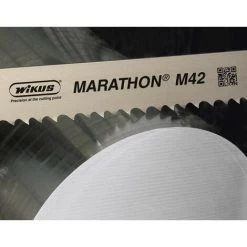 WIKUS MARATHON® M42
Precision at the cutting point